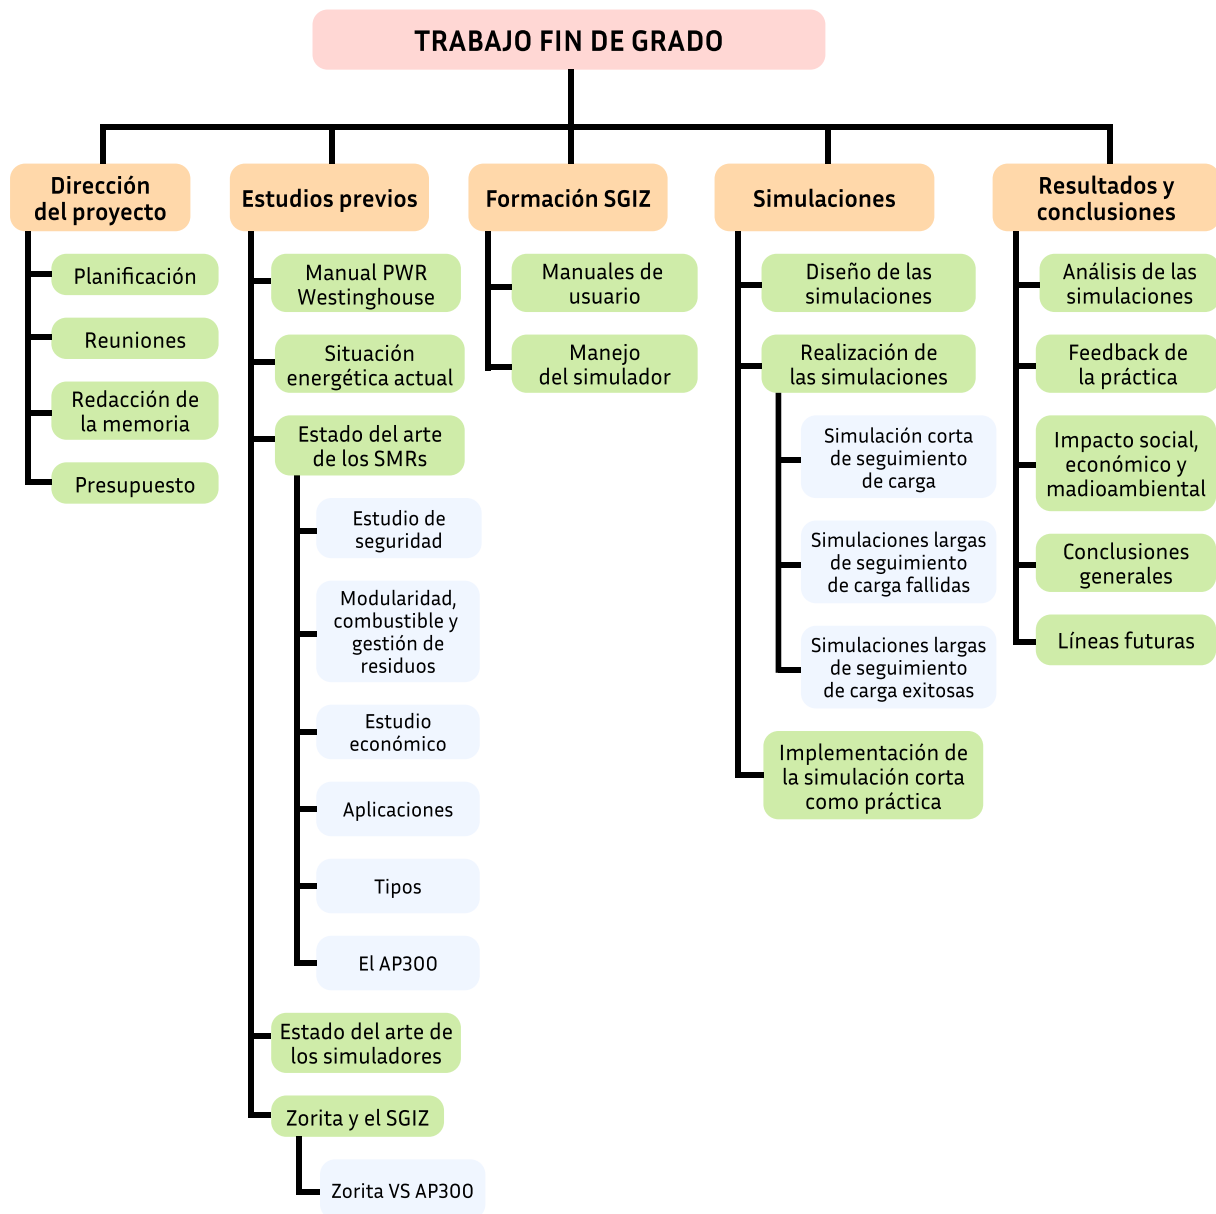 TRABAJO FIN DE GRADO
Dirección
del proyecto
Planificación
Reuniones
Redacción de
la memoria
Presupuesto
Estudios previos
Manual PWR
Westinghouse
Situación
energética actual
Estado del arte
de los SMRs
Estudio de
seguridad
Modularidad,
combustible y
gestión de
residuos
Estudio
económico
Aplicaciones
Tipos
El AP300
Estado del arte de
los simuladores
Zorita y el SGIZ
Zorita VS AP300
Formación SGIZ
Manuales de
usuario
Manejo
del simulador
Simulaciones
Diseño de las
simulaciones
Realización de
las simulaciones
Simulación corta
de seguimiento
de carga
Simulaciones largas
de seguimiento
de carga fallidas
Simulaciones largas
de seguimiento
de carga exitosas
Implementación de
la simulación corta
como práctica
Resultados y
conclusiones
Análisis de las
simulaciones
Feedback de
la práctica
Impacto social,
económico y
madioambiental
Conclusiones
generales
Líneas futuras